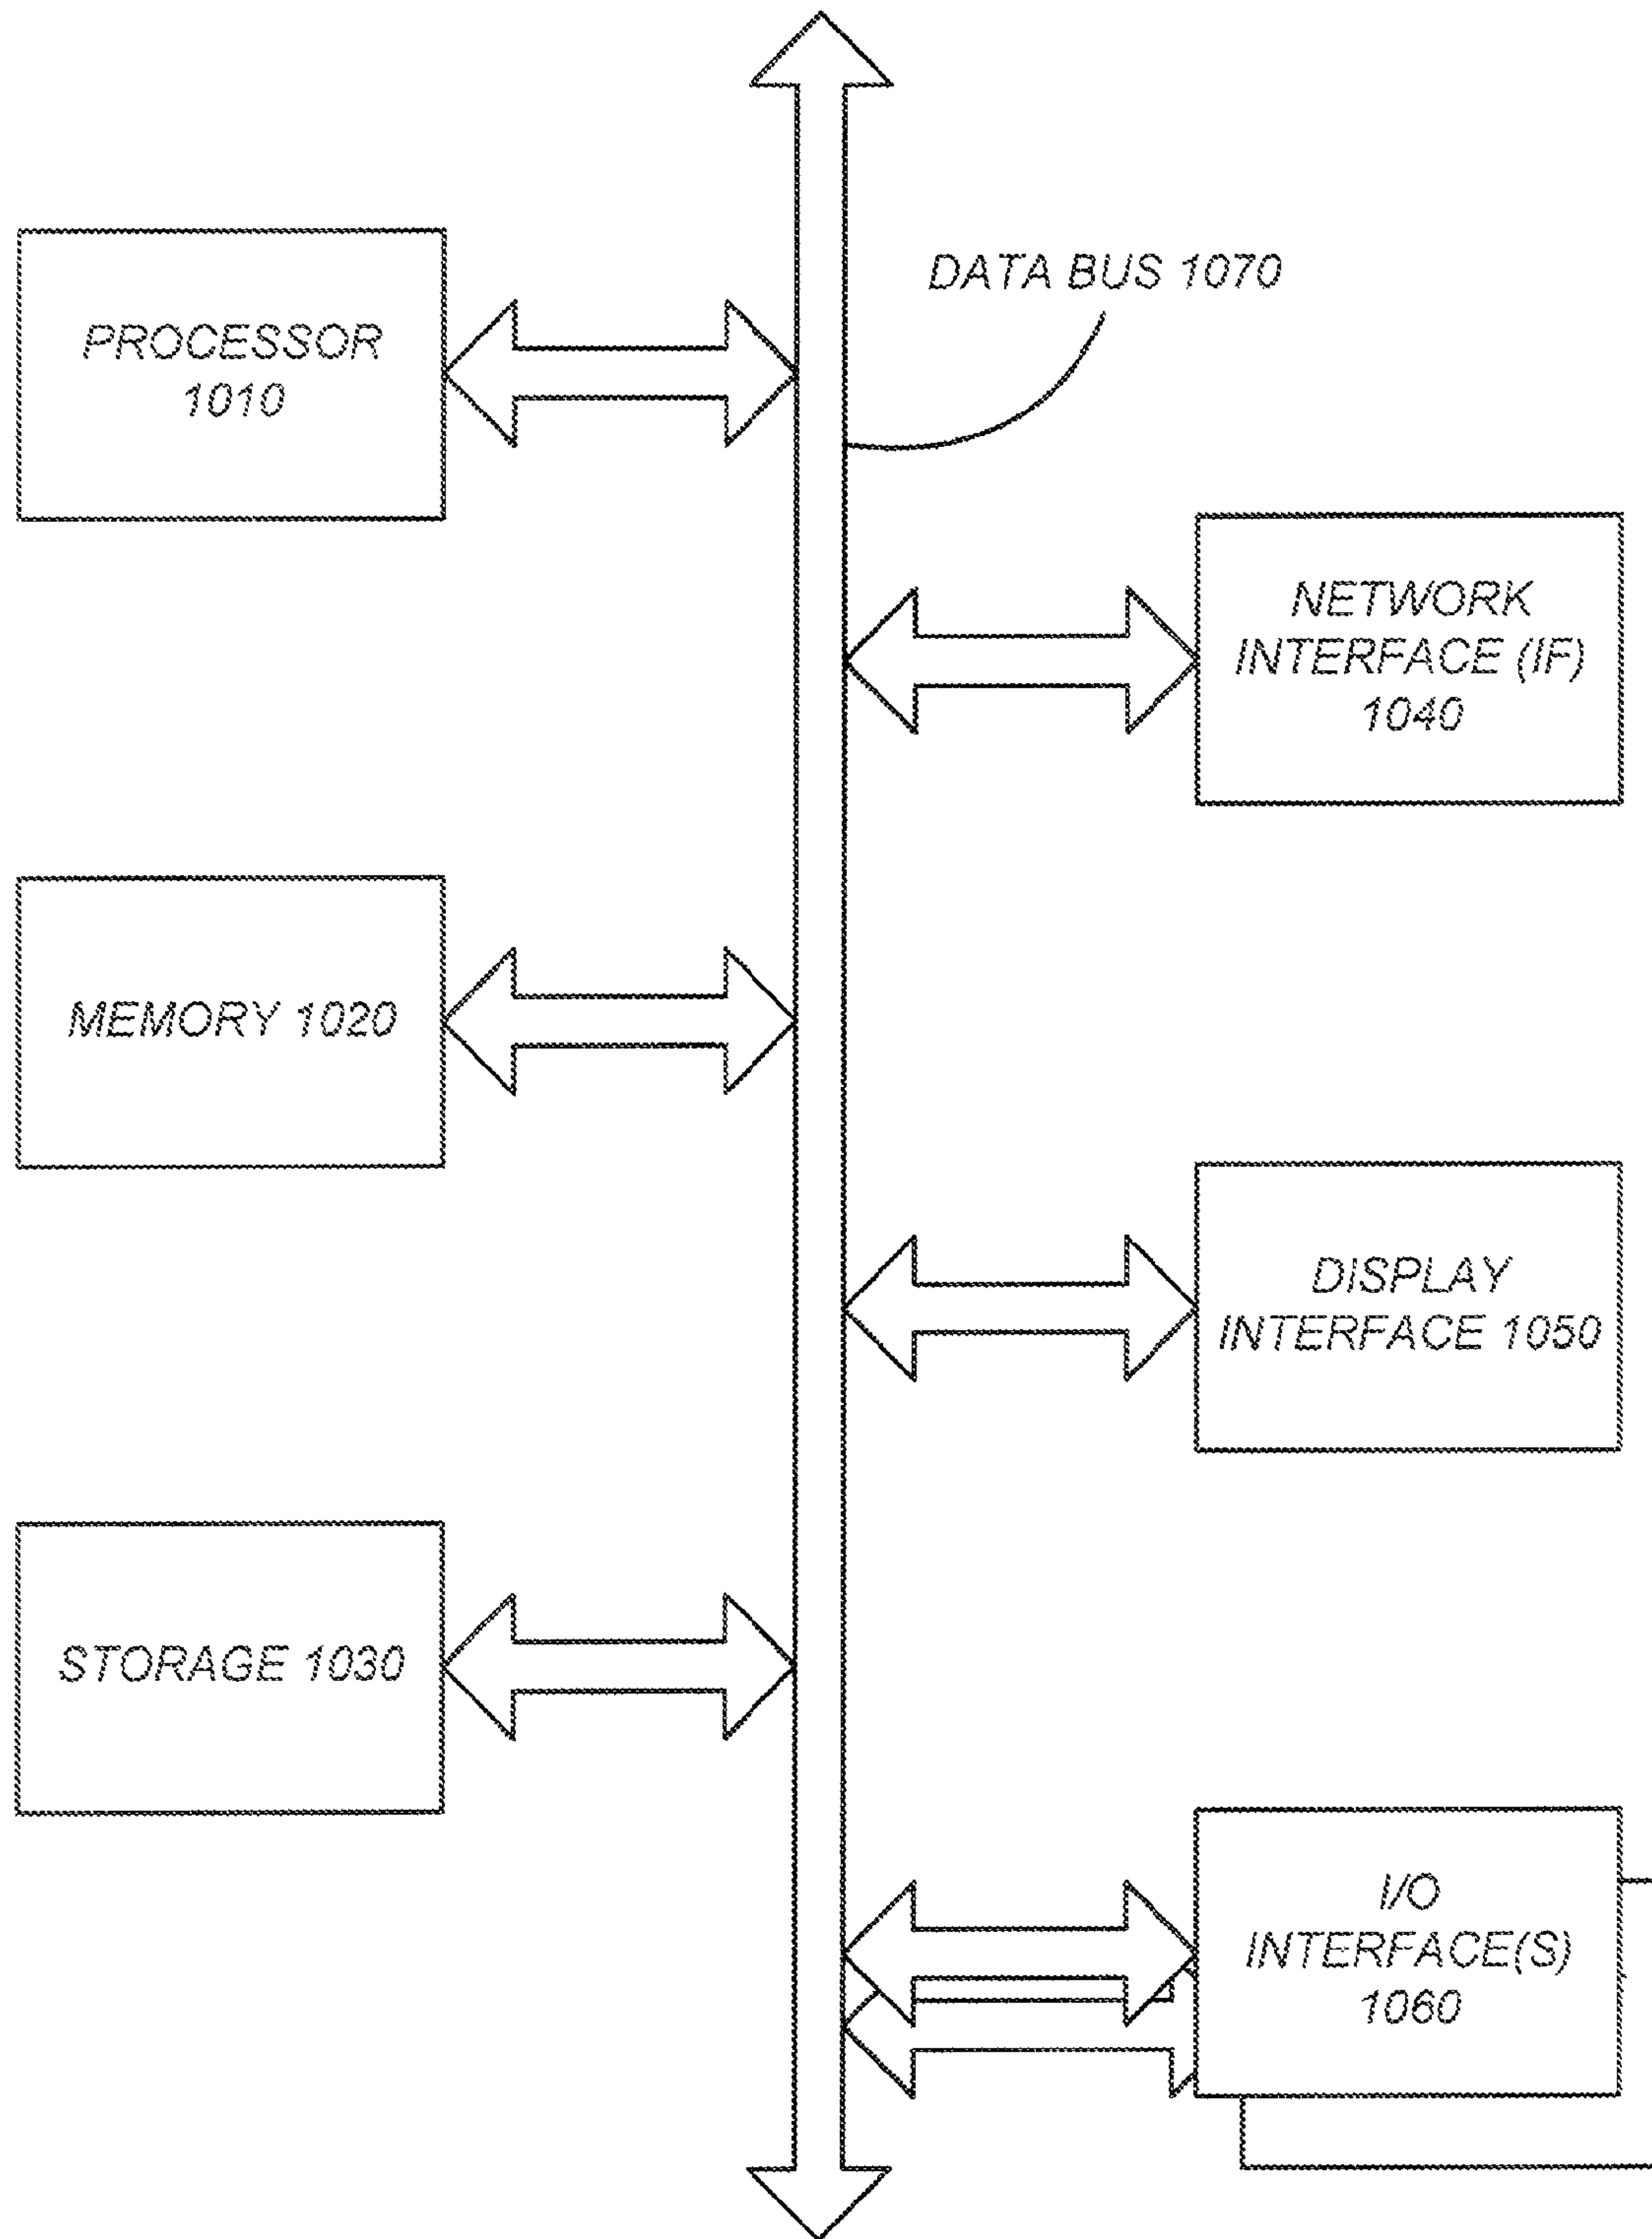 DATA BUS 1070
PROCESSOR
1010
NETWORK
INTERFACE (IF)
1040
MEMORY 1020
DISPLAY
INTERFACE 1050
STORAGE 1030
I/O
INTERFACE(S)
1060